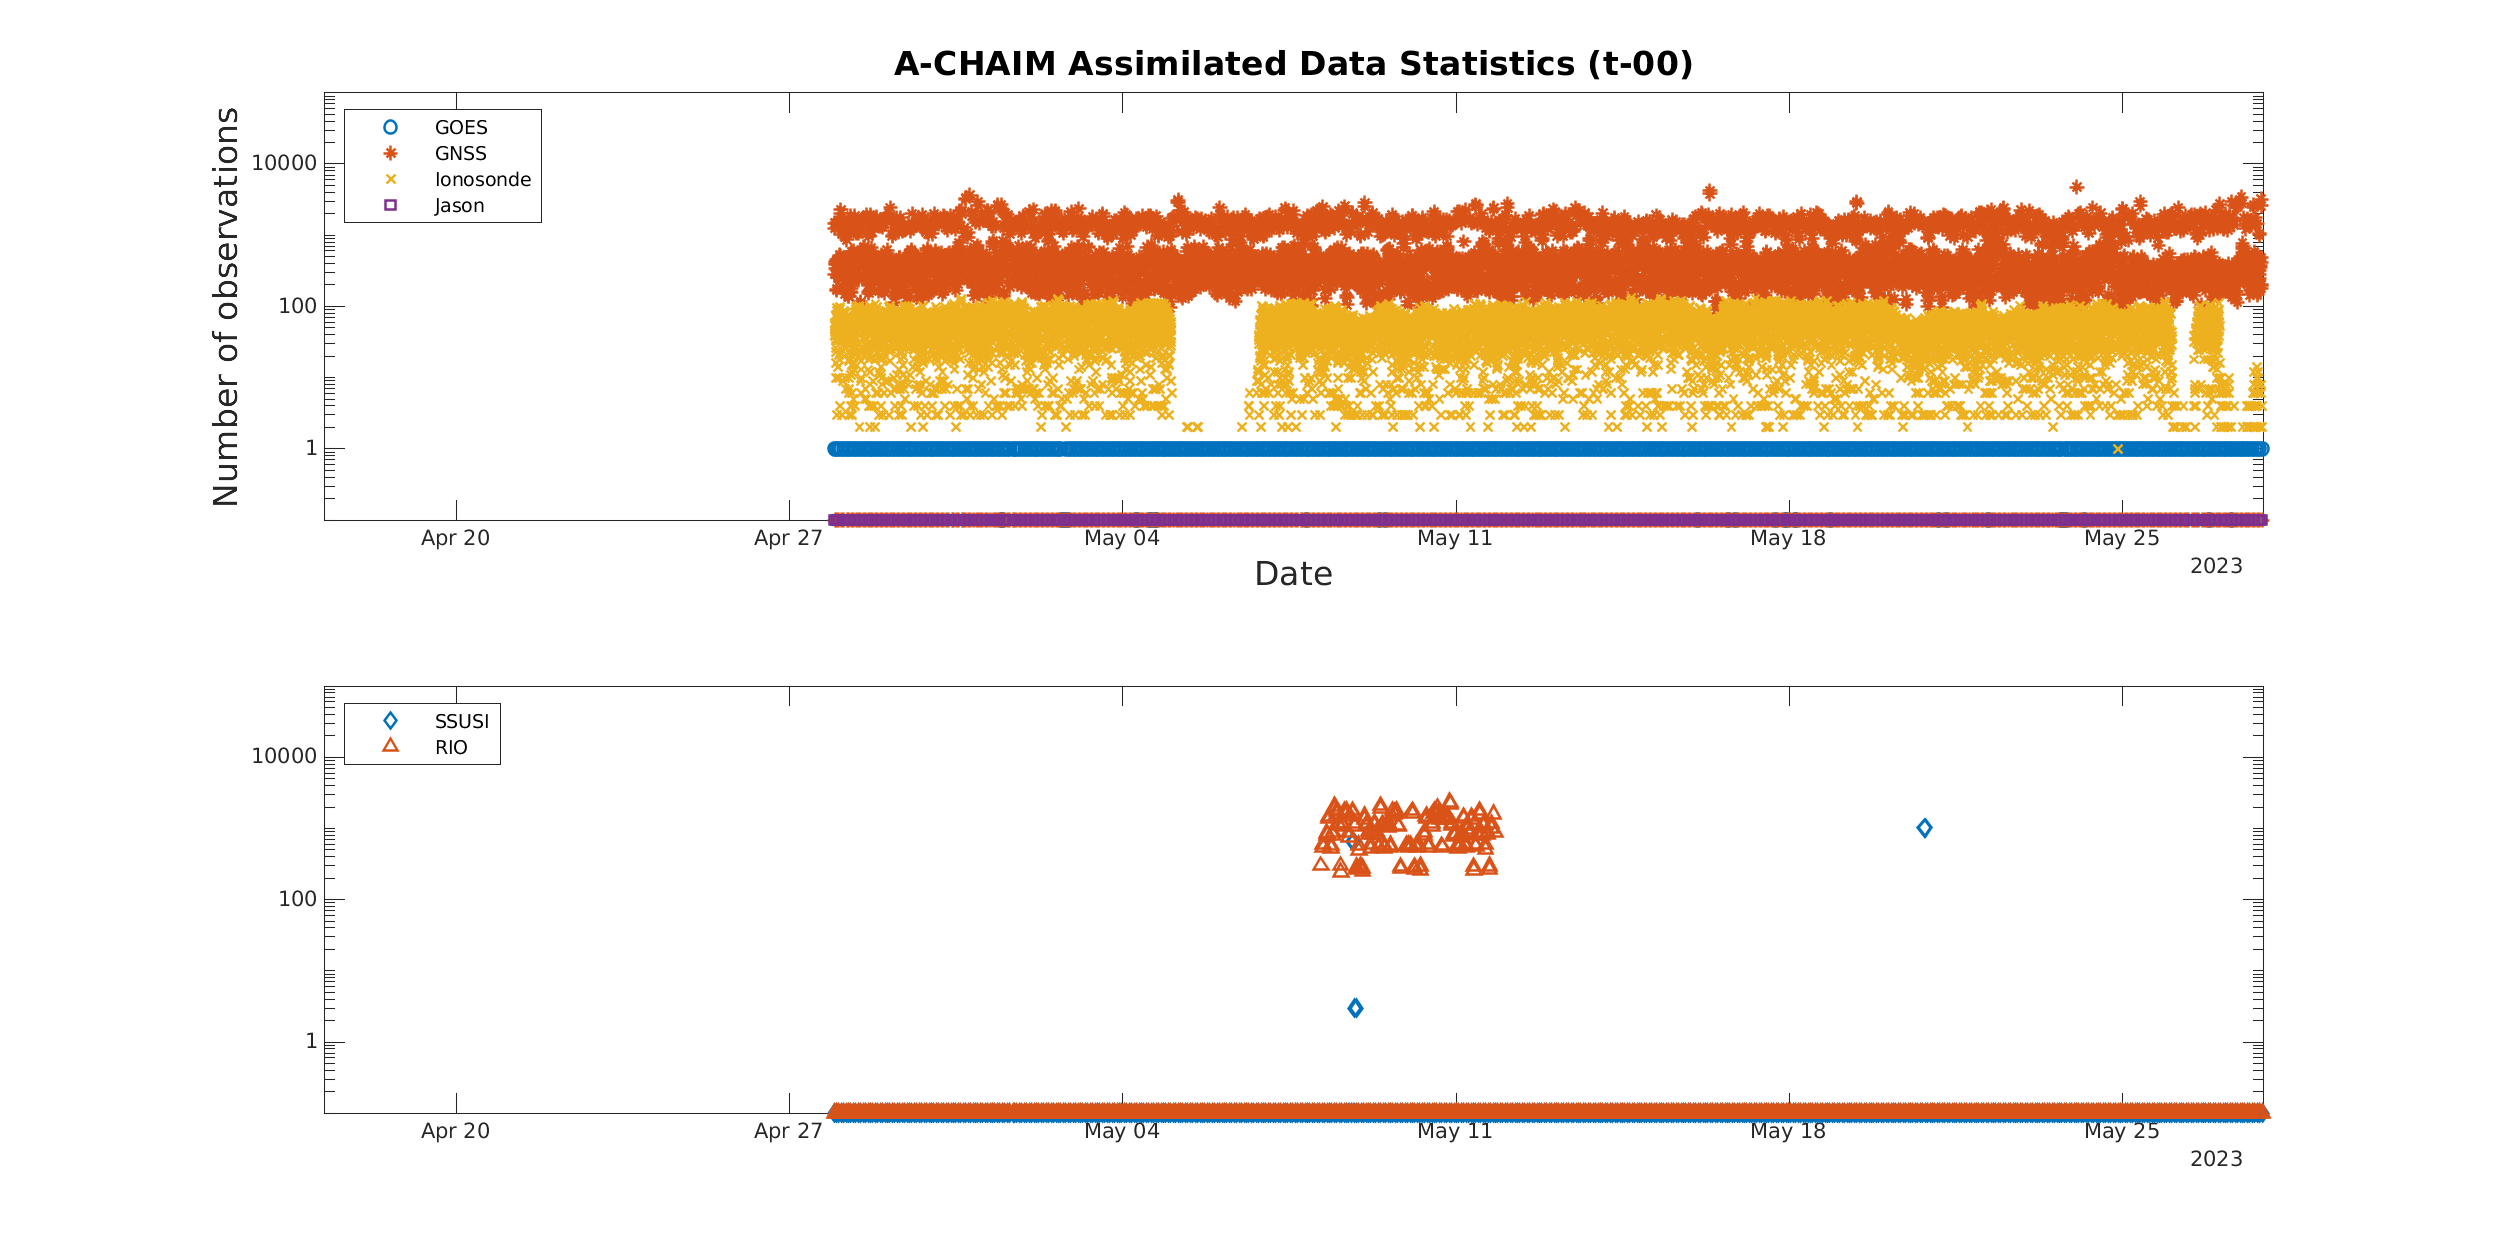 A-CHAIM Assimilated Data Statistics (t-00)
Number of observations
10000
100
1
GOES
GNSS
Ionosonde
Jason
Apr 20
Apr 27
May 04
May 11
May 18
May 25
2023
Date
10000
100
1
SSUSI
RIO
Apr 20
Apr 27
May 04
May 11
May 18
May 25
2023